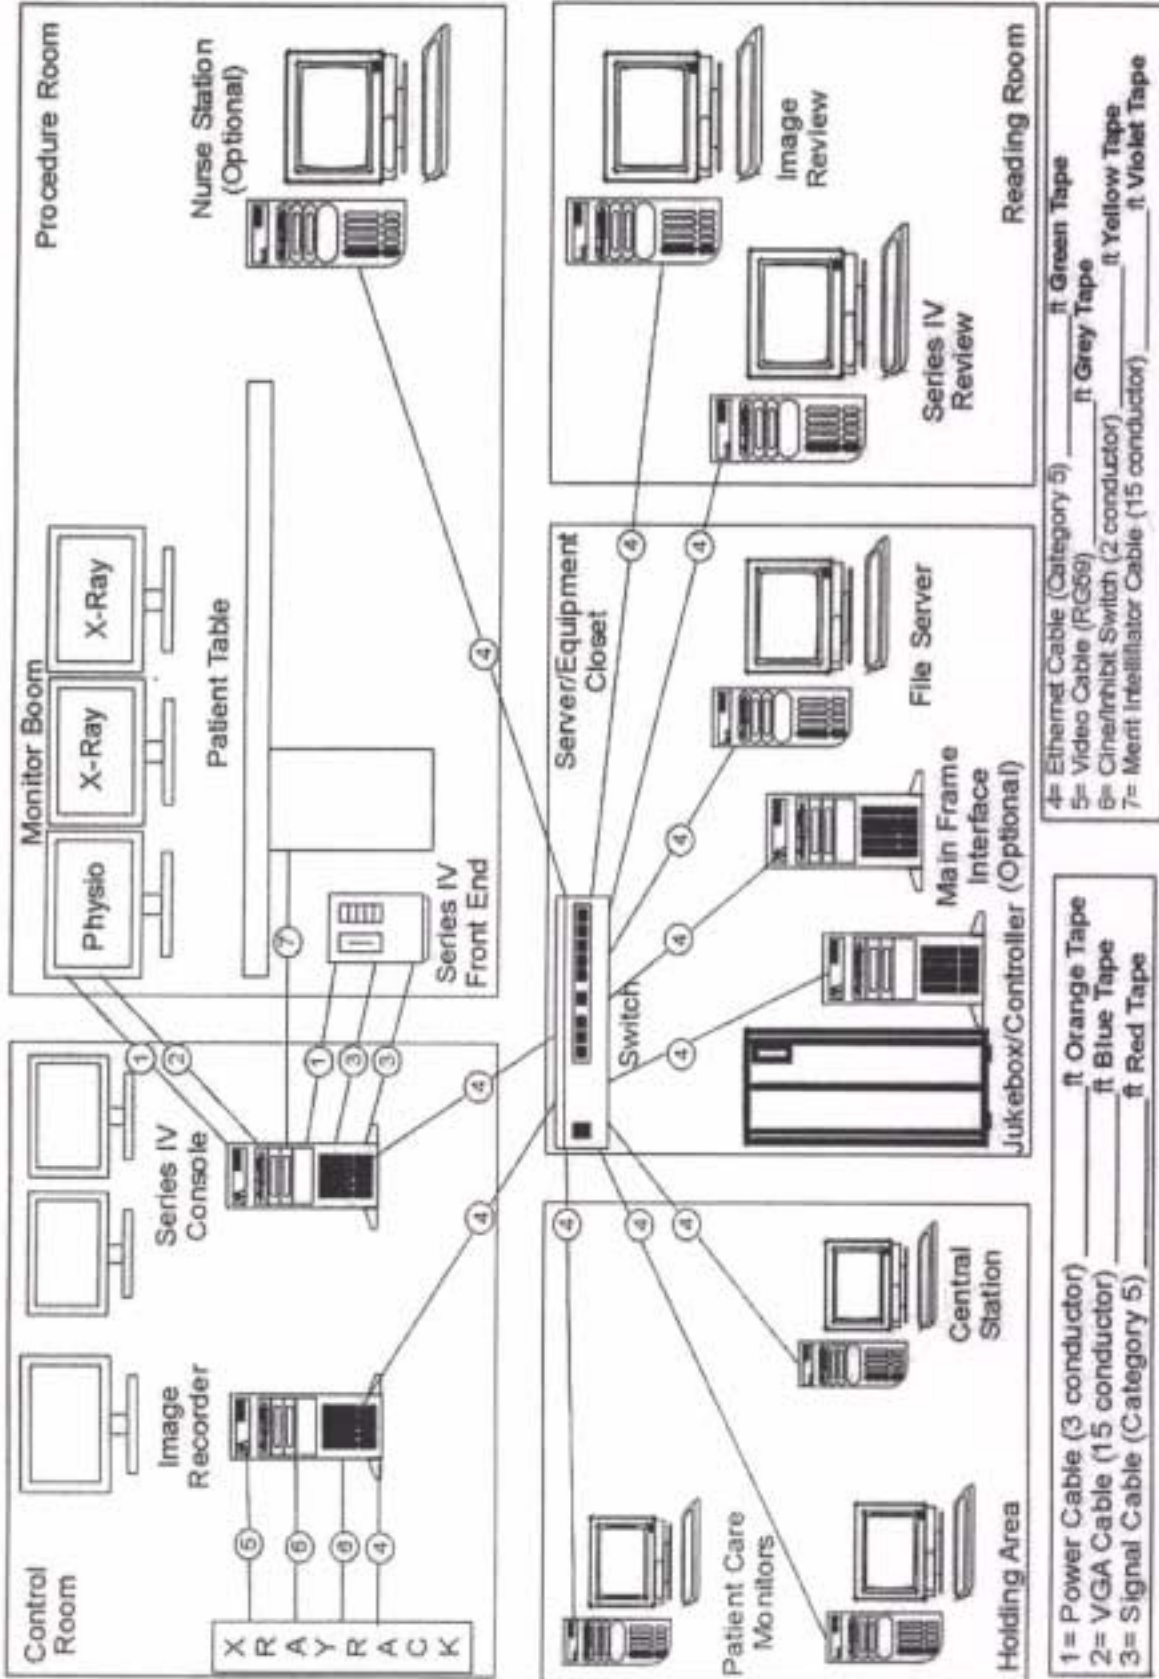 Control
Room
X
R
A
Y
R
A
C
K
5
6
6
4
Image
Recorder
4
Series IV
Console
4
1
2
7
1
3
3
Procedure Room
Monitor Boom
Physio
X-Ray
X-Ray
Patient Table
Series IV
Front End
Nurse Station
(Optional)
4
Holding Area
Patient Care
Monitors
Central
Station
4
4
4
Server/Equipment
Closet
Switch
4
4
4
Jukebox/Controller
Main Frame
Interface
(Optional)
File Server
4
4
Reading Room
Series IV
Review
Image
Review
1= Power Cable (3 conductor) ft Orange Tape
2= VGA Cable (15 conductor) ft Blue Tape
3= Signal Cable (Category 5) ft Red Tape
4= Ethernet Cable (Category 5) ft Green Tape
5= Video Cable (RG59) ft Grey Tape
6= Cine/Inhibit Switch (2 conductor) ft Yellow Tape
7= Merit Intelliflator Cable (15 conductor) ft Violet Tape